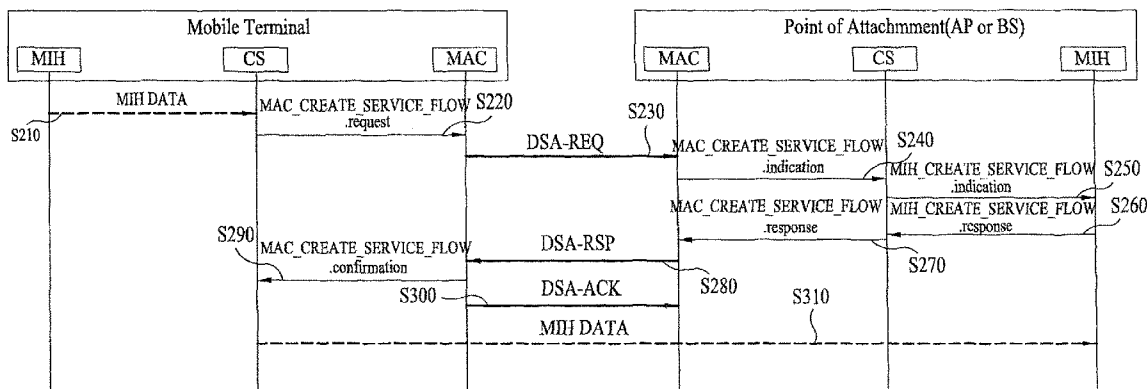 Mobile Terminal
Point of Attachmment(AP or BS)
MIH
CS
MAC
MAC
CS
MIH
MIH DATA
S210
MAC_CREATE_SERVICE_FLOW
.request
S220
DSA-REQ
S230
MAC_CREATE_SERVICE_FLOW
.indication
S240
MIH_CREATE_SERVICE_FLOW
.indication
S250
MIH_CREATE_SERVICE_FLOW
.response
S260
MAC_CREATE_SERVICE_FLOW
.response
S270
DSA-RSP
S280
S290
MAC_CREATE_SERVICE_FLOW
.confirmation
S300
DSA-ACK
MIH DATA
S310